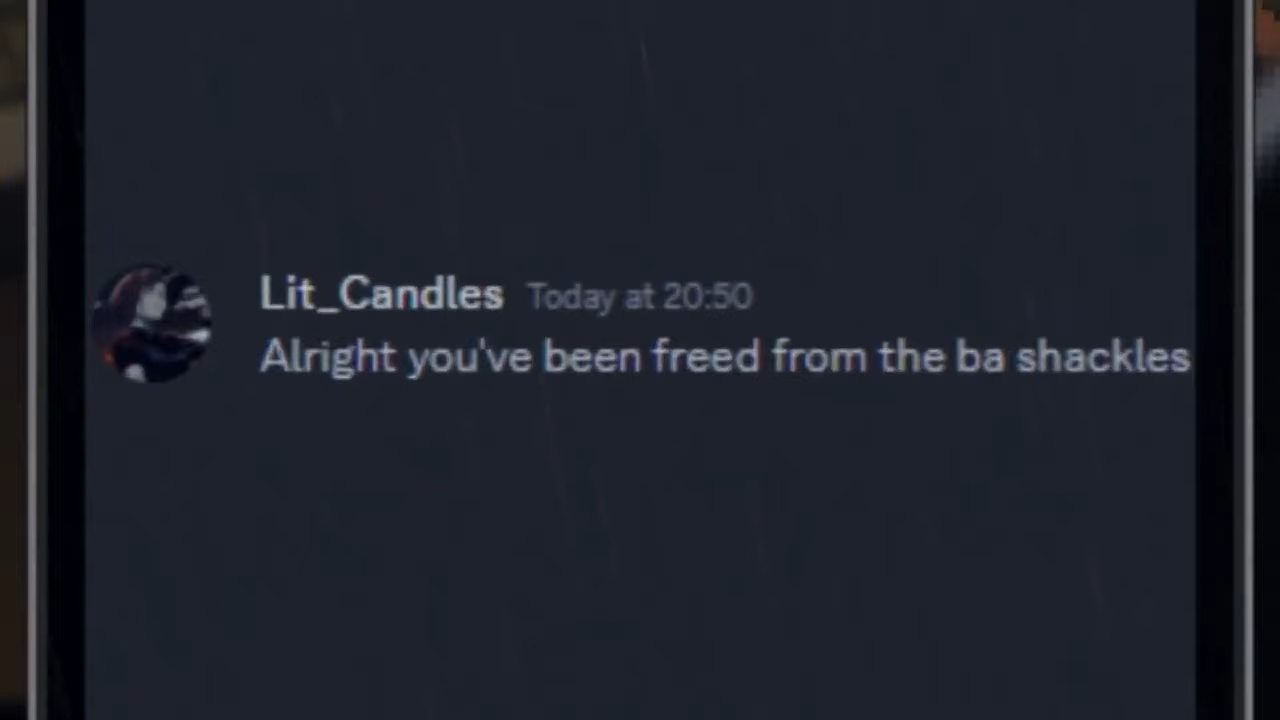 Lit_Candles Today at 20:50
Alright you've been freed from the ba shackles